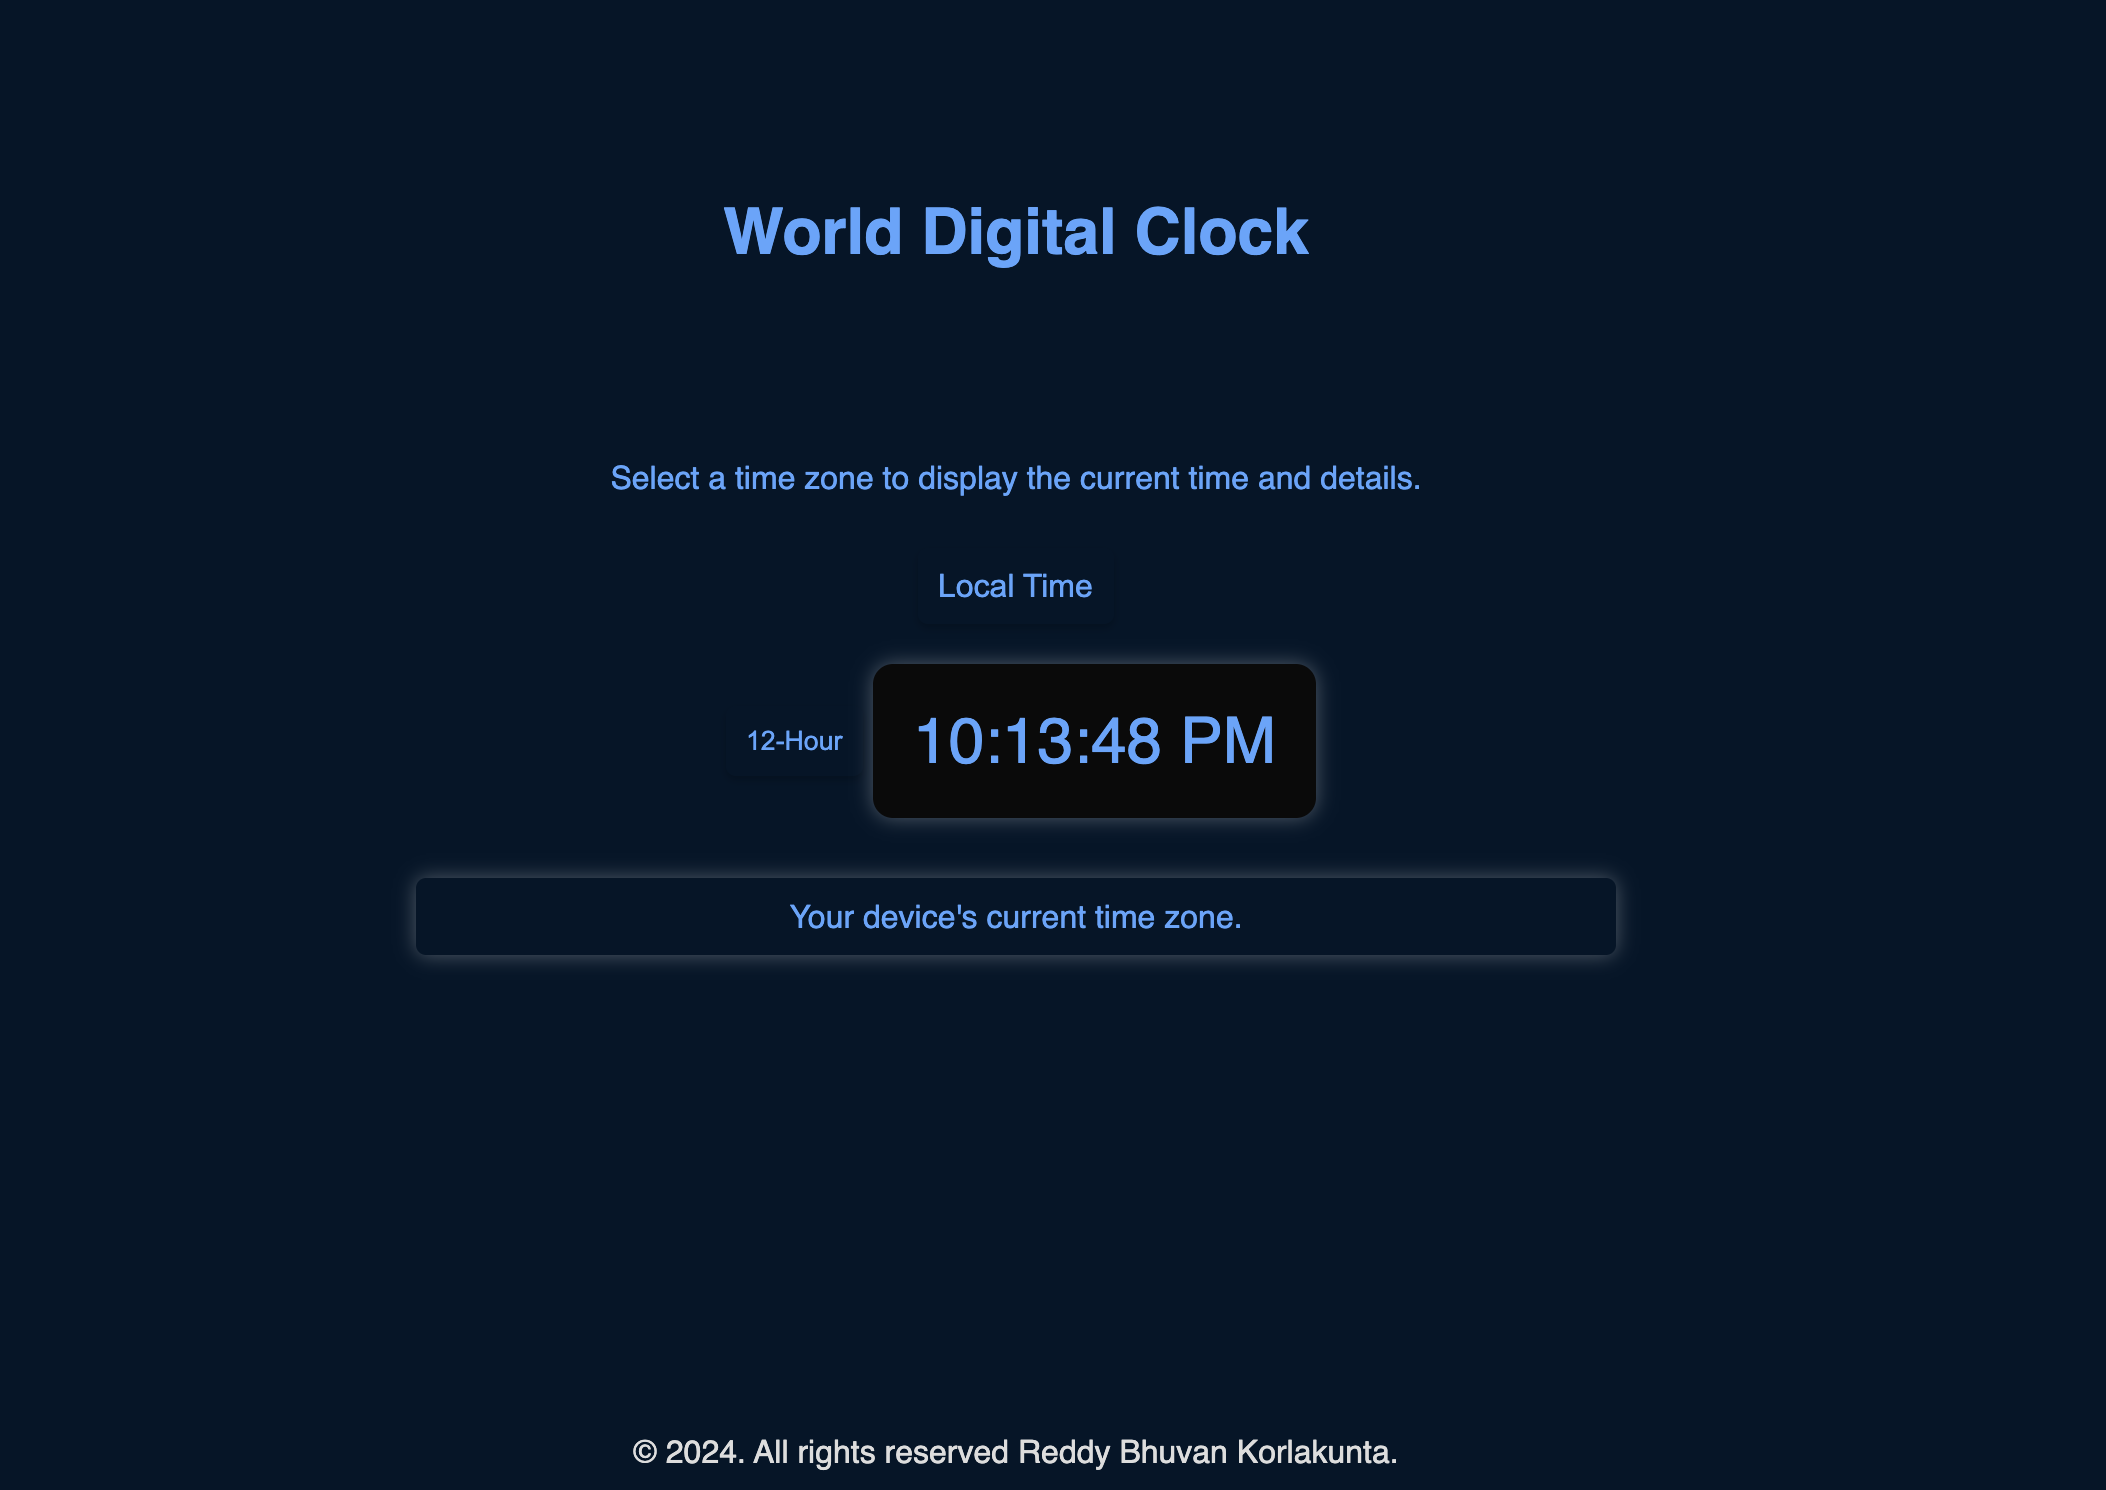 World Digital Clock
Select a time zone to display the current time and details.
Local Time
12-Hour
10:13:48 PM
Your device's current time zone.
© 2024. All rights reserved Reddy Bhuvan Korlakunta.